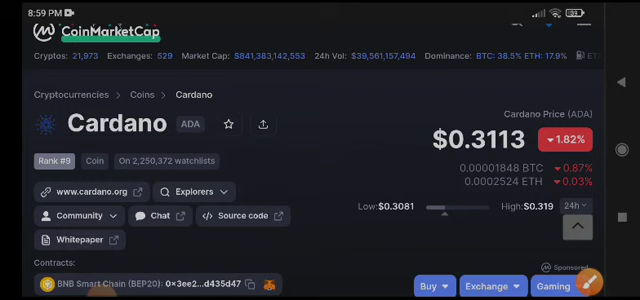 8:59 PM
CoinMarketCap
Cryptos: 21,973 Exchanges: 529 Market Cap: $841,383,142,553 24h Vol: $39,561,157,494 Dominance: BTC: 38.5% ETH: 17.9%
Cryptocurrencies > Coins > Cardano
Cardano ADA
Rank #9 Coin On 2,250,372 watchlists
www.cardano.org Explorers
Community Chat Source code
Whitepaper
Contracts:
BNB Smart Chain (BEP20): 0x3ee2...d435d47
Cardano Price (ADA)
$0.3113 1.82%
0.00001848 BTC 0.87%
0.0002524 ETH 0.03%
Low: $0.3081 High: $0.319 24h
Sponsored
Buy Exchange Gaming